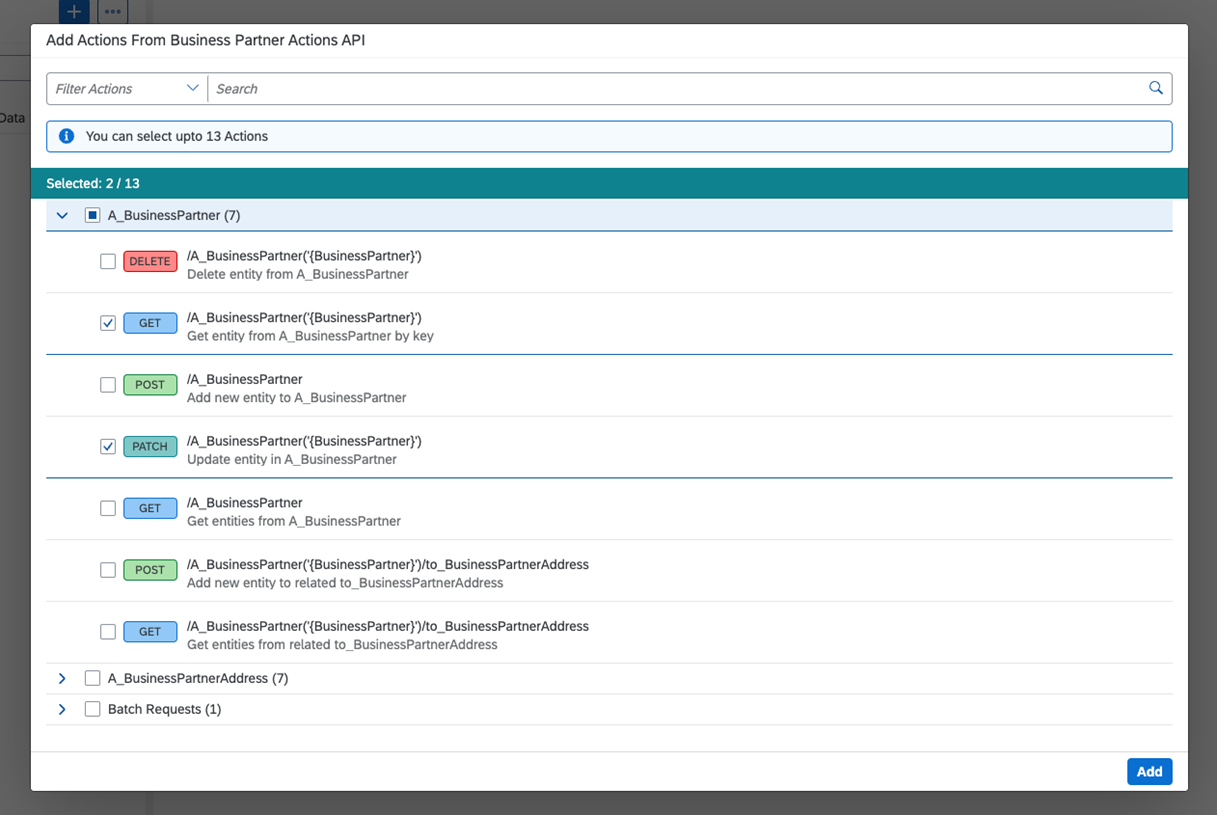 Data
Add Actions From Business Partner Actions API
Filter Actions Search
You can select upto 13 Actions
Selected: 2 / 13
A_BusinessPartner (7)
DELETE /A_BusinessPartner('{BusinessPartner}')
Delete entity from A_BusinessPartner
GET /A_BusinessPartner('{BusinessPartner}')
Get entity from A_BusinessPartner by key
POST /A_BusinessPartner
Add new entity to A_BusinessPartner
PATCH /A_BusinessPartner('{BusinessPartner}')
Update entity in A_BusinessPartner
GET /A_BusinessPartner
Get entities from A_BusinessPartner
POST /A_BusinessPartner('{BusinessPartner}')/to_BusinessPartnerAddress
Add new entity to related to_BusinessPartnerAddress
GET /A_BusinessPartner('{BusinessPartner}')/to_BusinessPartnerAddress
Get entities from related to_BusinessPartnerAddress
A_BusinessPartnerAddress (7)
Batch Requests (1)
Add